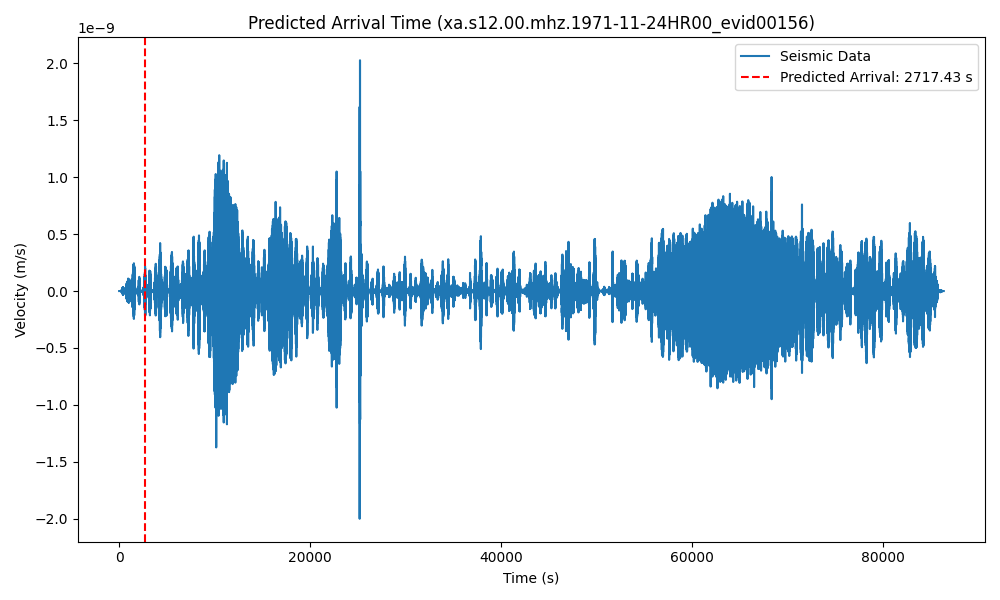 Predicted Arrival Time (xa.s12.00.mhz.1971-11-24HR00_evid00156)
1e−9
Seismic Data
Predicted Arrival: 2717.43 s
2.0
1.5
1.0
0.5
0.0
−0.5
−1.0
−1.5
−2.0
Velocity (m/s)
0 20000 40000 60000 80000
Time (s)